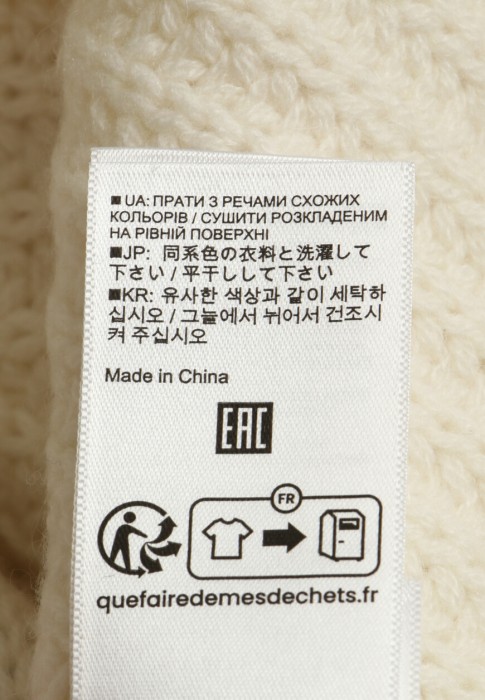 ■ UA: ПРАТИ З РЕЧАМИ СХОЖИХ
КОЛЬОРІВ / СУШИТИ РОЗКЛАДЕНИМ
НА РІВНІЙ ПОВЕРХНІ
■JP: 同系色の衣料と洗濯して
下さい / 平干しして下さい
■KR: 유사한 색상과 같이 세탁하
십시오 / 그늘에서 뉘어서 건조시
켜 주십시오
Made in China
EAC
FR
quefairedemesdechets.fr